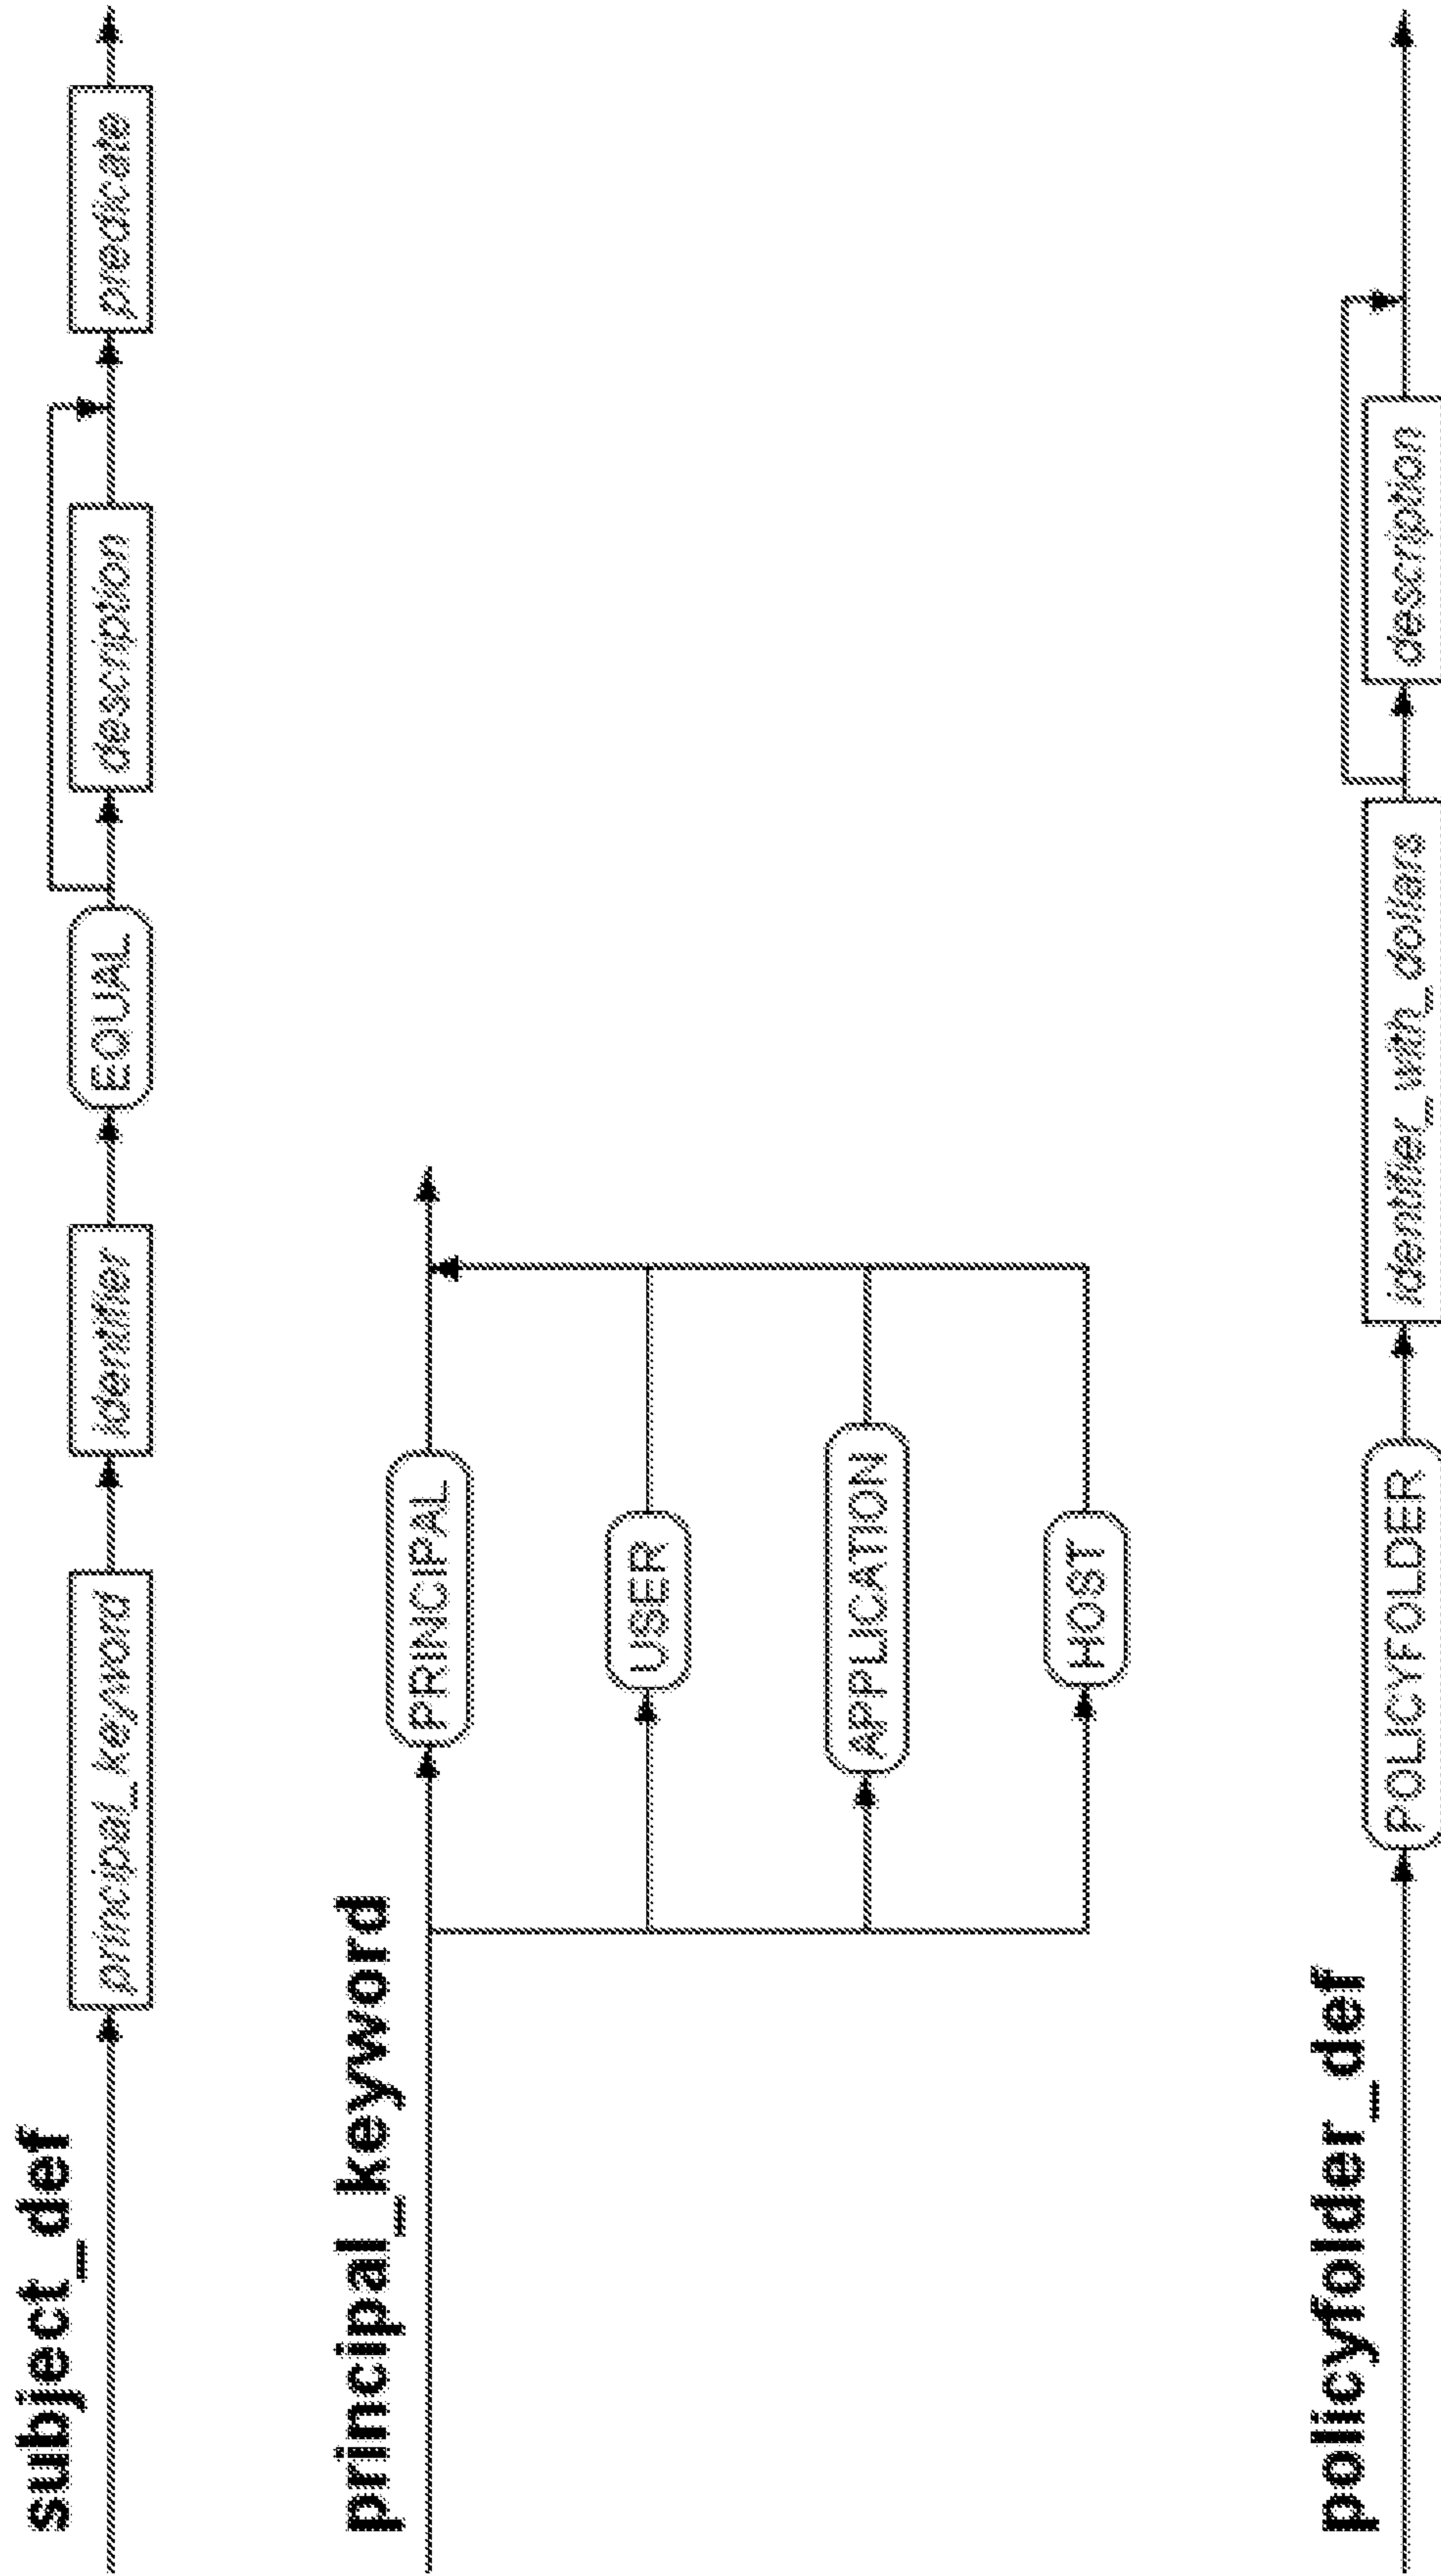 subject_def
principal_keyword identifier EQUAL description predicate
principal_keyword
PRINCIPAL
USER
APPLICATION
HOST
policyfolder_def
POLICYFOLDER identifier_with_dollars description